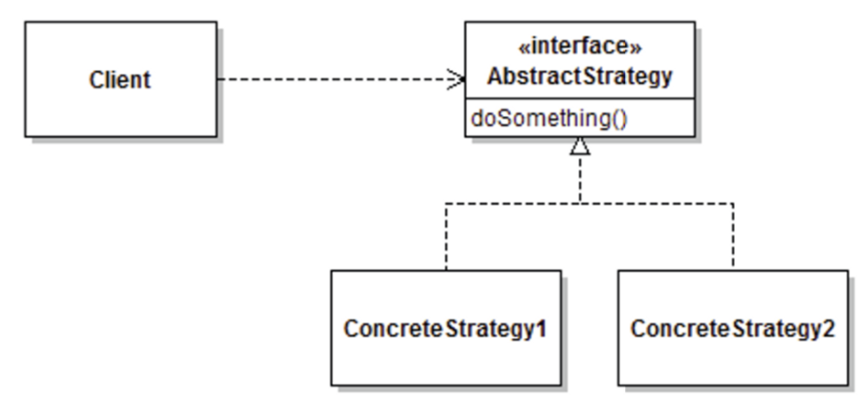 Client
«interface»
AbstractStrategy
doSomething()
ConcreteStrategy1
ConcreteStrategy2